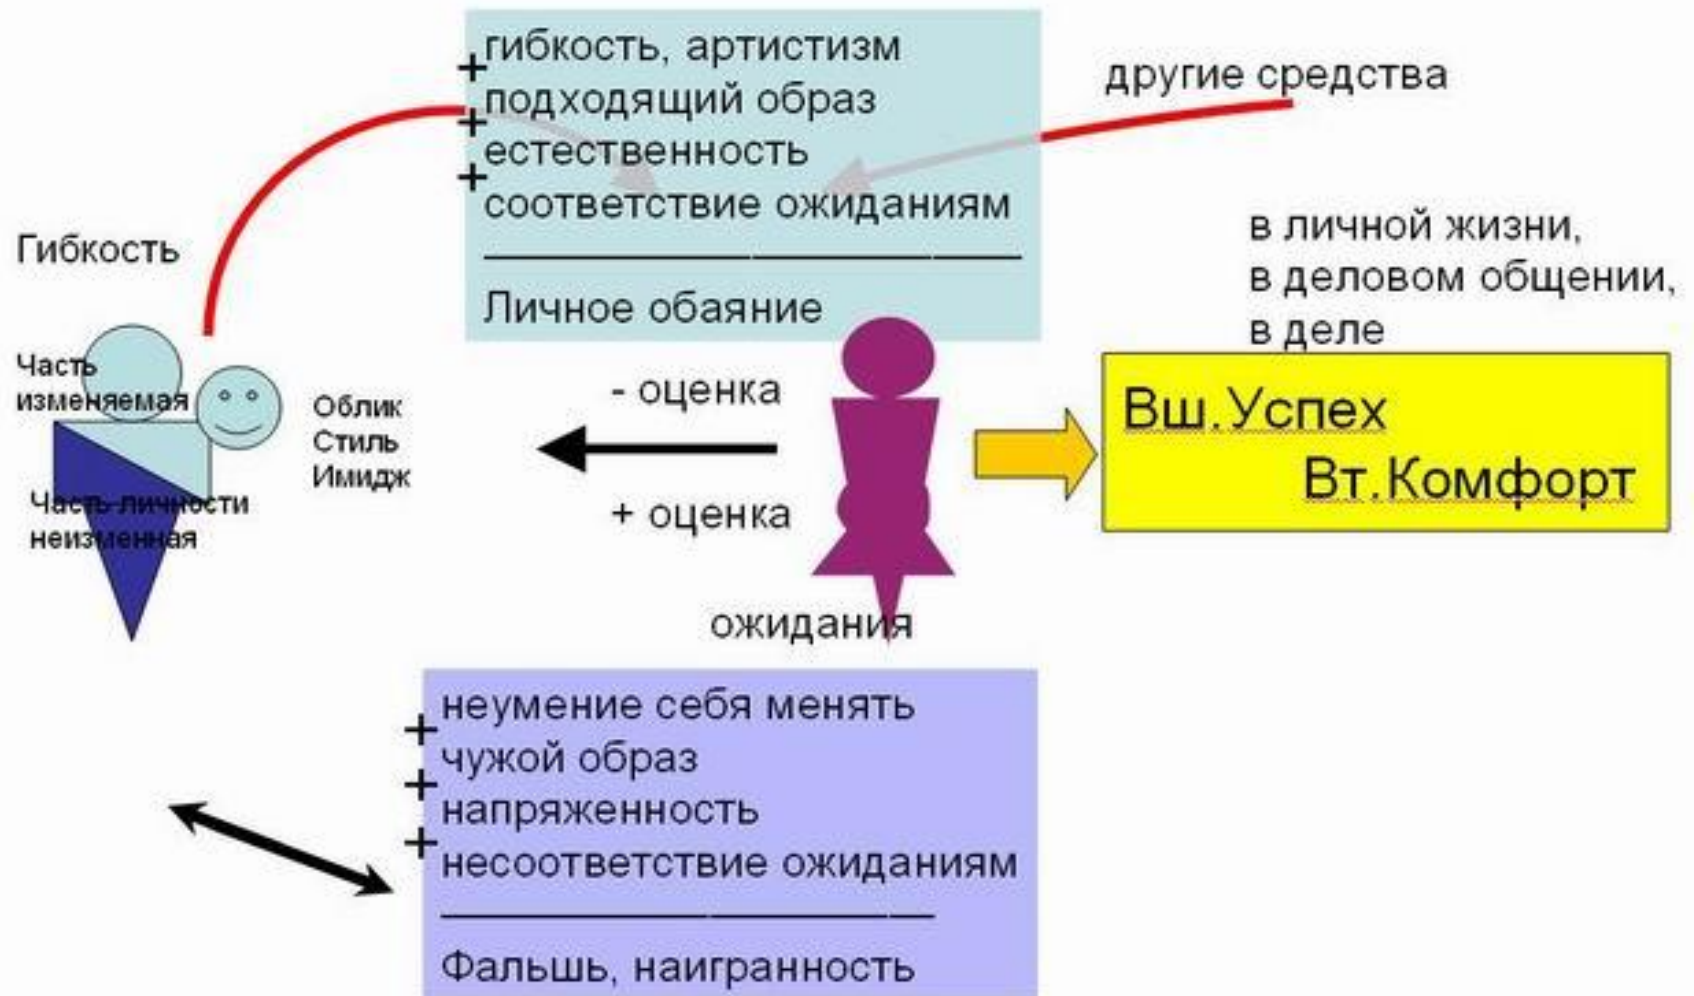 гибкость, артистизм
+
подходящий образ
+
естественность
+
соответствие ожиданиям
Личное обаяние
другие средства
Гибкость
в личной жизни,
в деловом общении,
в деле
Часть
изменяемая
Часть личности
неизменная
Облик
Стиль
Имидж
- оценка
+ оценка
Вш.Успех
Вт.Комфорт
ожидания
неумение себя менять
+
чужой образ
+
напряженность
+
несоответствие ожиданиям
Фальшь, наигранность